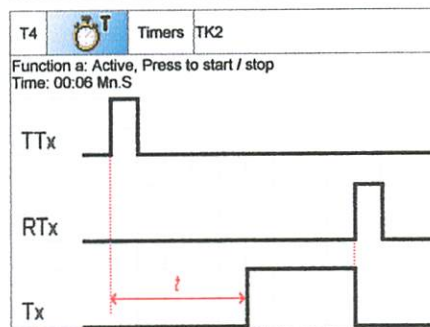 T4 T Timers TK2
Function a: Active, Press to start / stop
Time: 00:06 Mn.S
TTx
RTx
t
Tx